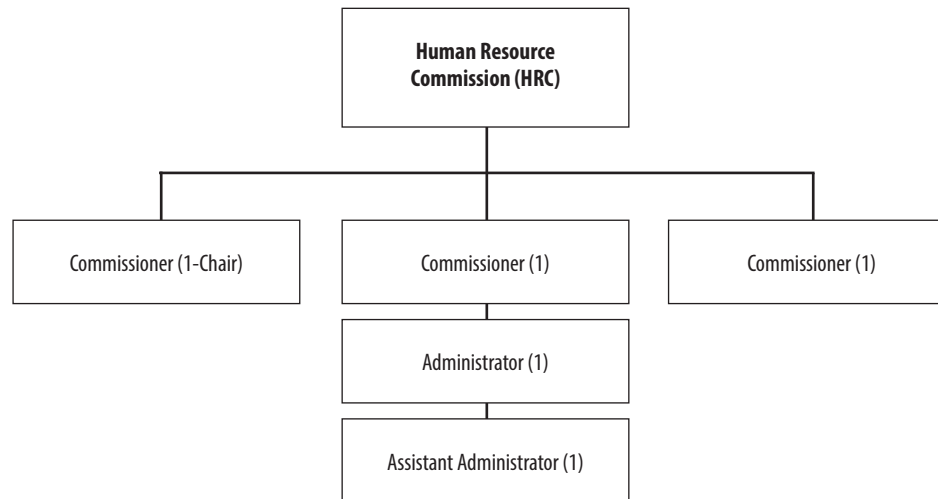 Human Resource
Commission (HRC)
Commissioner (1-Chair)
Commissioner (1)
Commissioner (1)
Administrator (1)
Assistant Administrator (1)